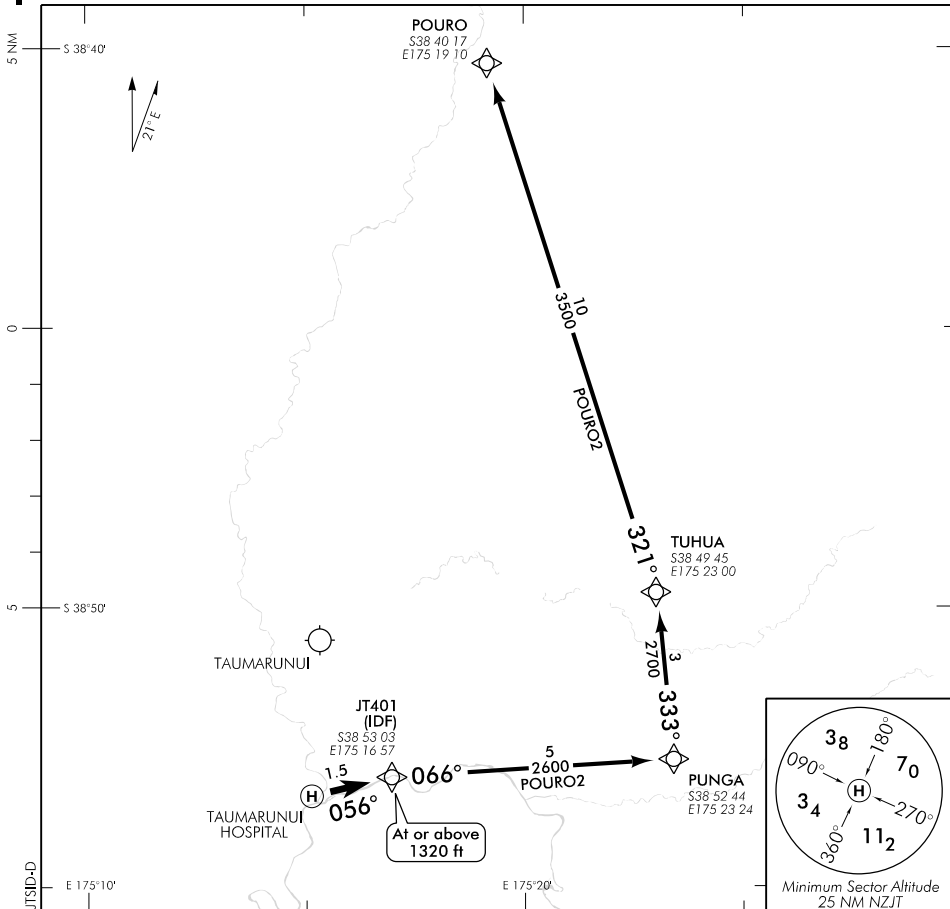 POURO
S38 40 17
E175 19 10
5 NM
S 38°40'
21° E
10
3500
POURO2
0
321°
TUHUA
S38 49 45
E175 23 00
5
S 38°50'
TAUMARUNUI
3
2700
333°
JT401
(IDF)
S38 53 03
E175 16 57
1.5
066°
5
2600
POURO2
PUNGA
S38 52 44
E175 23 24
H
056°
TAUMARUNUI
HOSPITAL
At or above
1320 ft
38
180°
70
090°
H
34
270°
360°
112
Minimum Sector Altitude
25 NM NZJT
E 175°10'
E 175°20'
JTSID-D